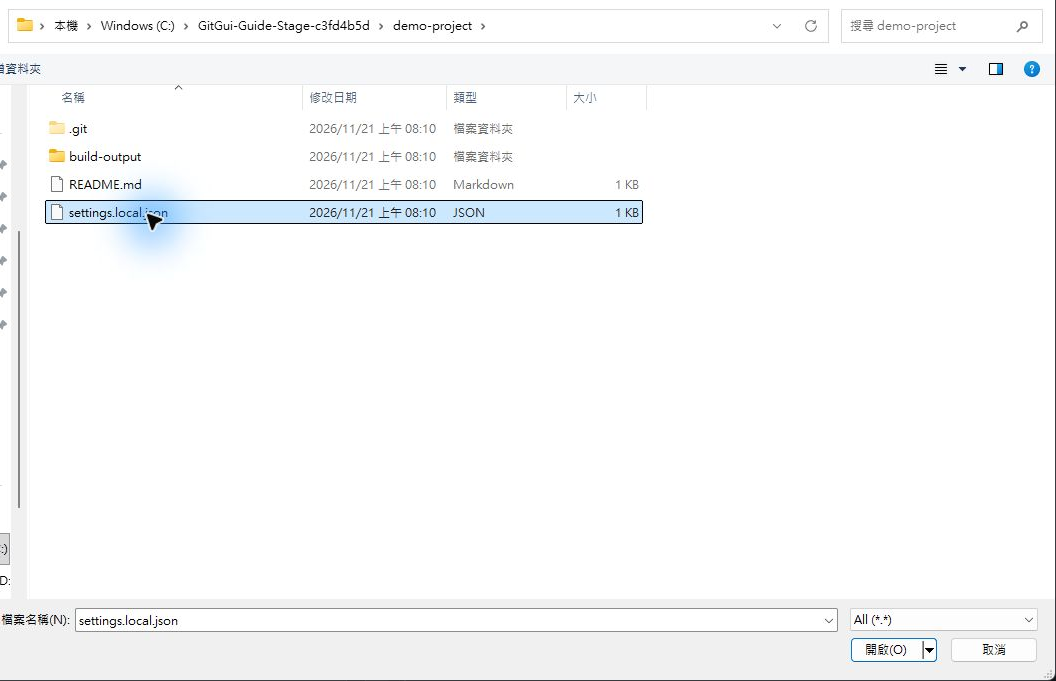 本機 › Windows (C:) › GitGui-Guide-Stage-c3fd4b5d › demo-project ›
搜尋 demo-project
資料夾
名稱 修改日期 類型 大小
.git 2026/11/21 上午 08:10 檔案資料夾
build-output 2026/11/21 上午 08:10 檔案資料夾
README.md 2026/11/21 上午 08:10 Markdown 1 KB
settings.local.json 2026/11/21 上午 08:10 JSON 1 KB
:)
D:
檔案名稱(N): settings.local.json All (*.*)
開啟(O) 取消